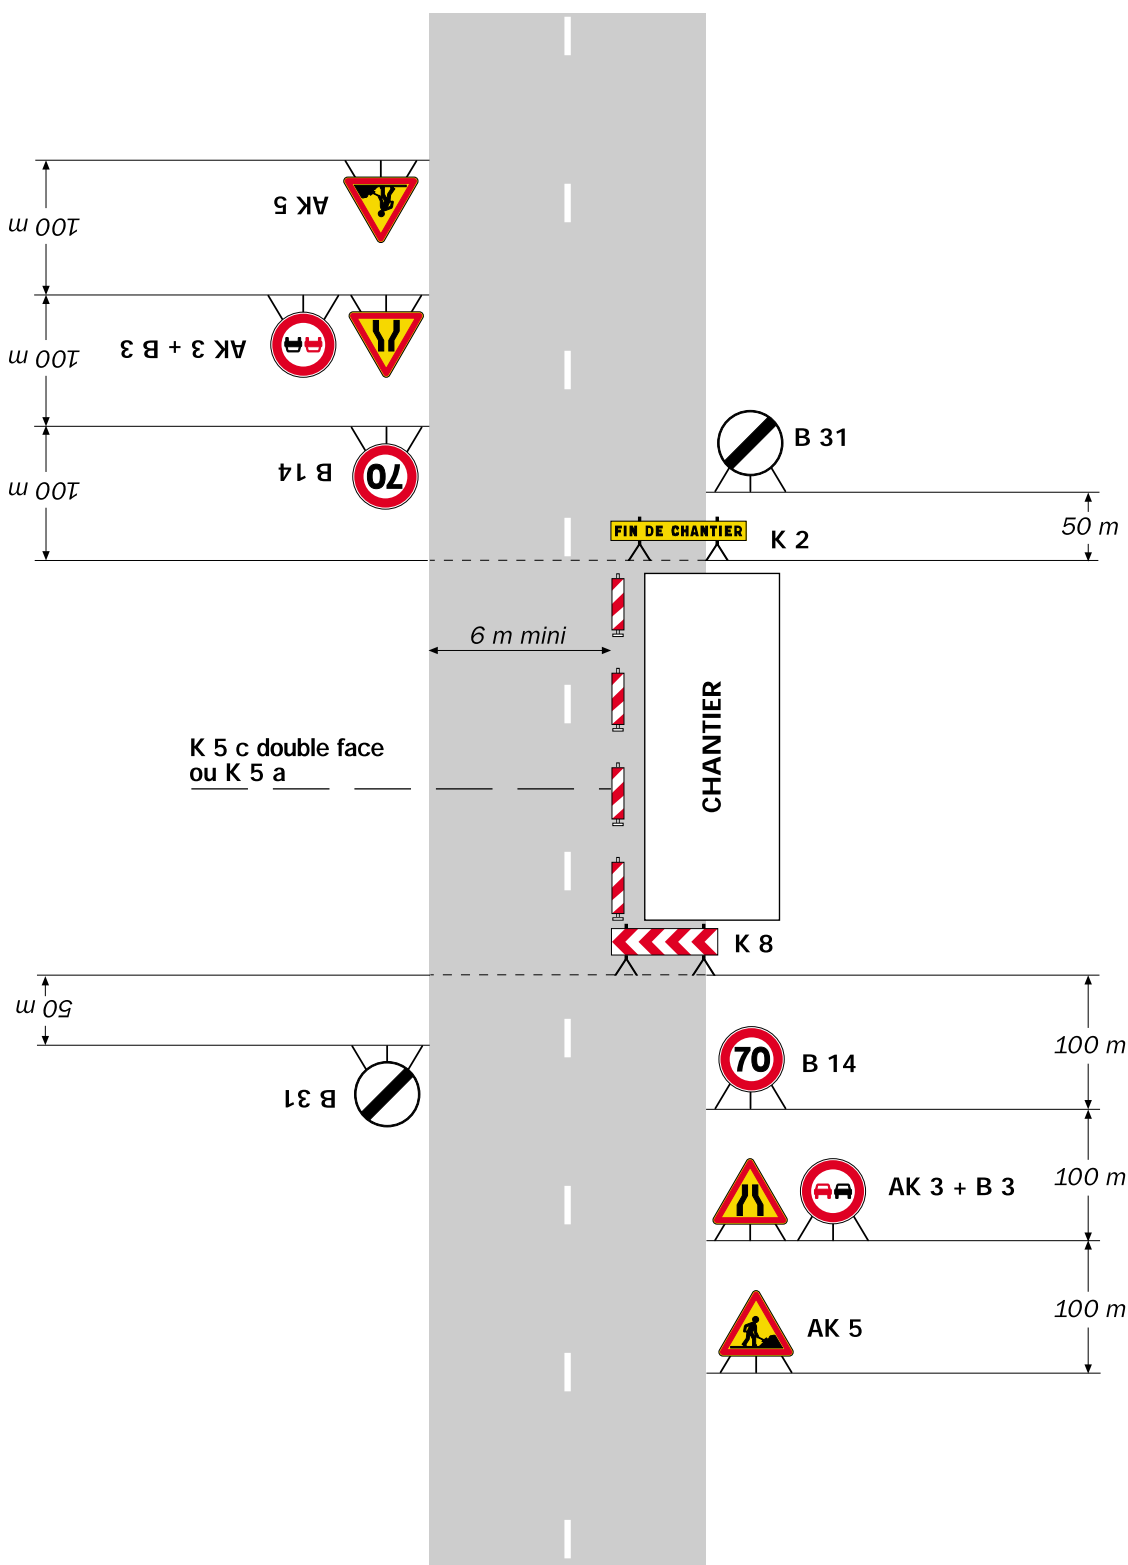 AK 5
100 m
AK 3 + B 3
100 m
B 14
70
100 m
B 31
50 m
FIN DE CHANTIER
K 2
6 m mini
CHANTIER
K 5 c double face
ou K 5 a
K 8
50 m
B 31
70
B 14
100 m
AK 3 + B 3
100 m
AK 5
100 m